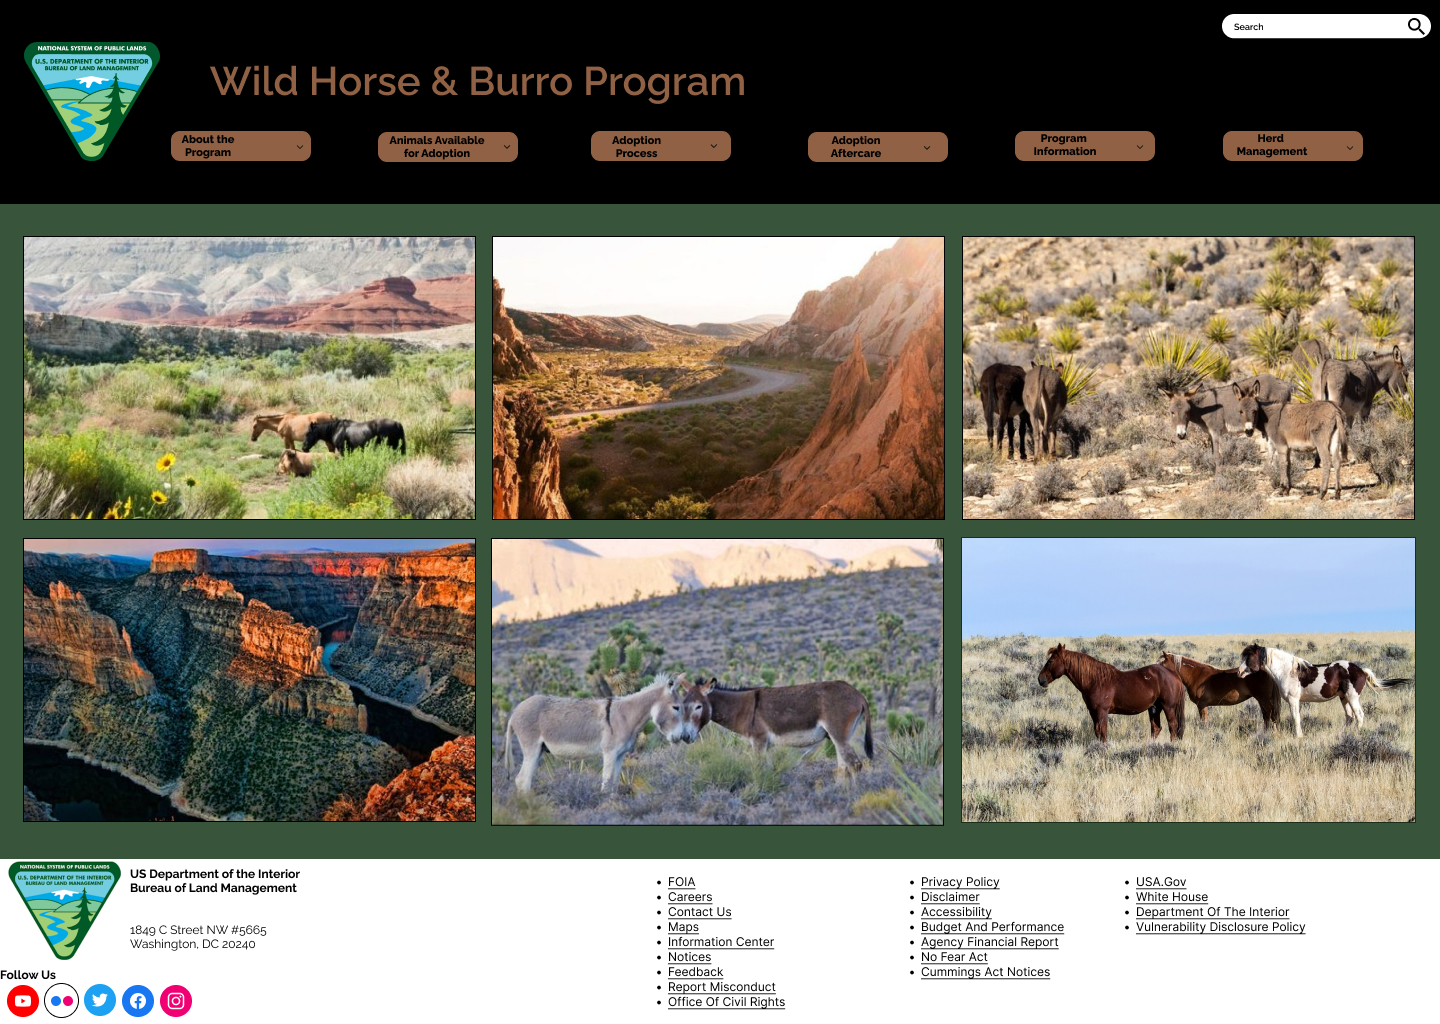 Search
NATIONAL SYSTEM OF PUBLIC LANDS
U.S. DEPARTMENT OF THE INTERIOR
BUREAU OF LAND MANAGEMENT
Wild Horse & Burro Program
About the
Program
Animals Available
for Adoption
Adoption
Process
Adoption
Aftercare
Program
Information
Herd
Management
NATIONAL SYSTEM OF PUBLIC LANDS
U.S. DEPARTMENT OF THE INTERIOR
BUREAU OF LAND MANAGEMENT
US Department of the Interior
Bureau of Land Management
1849 C Street NW #5665
Washington, DC 20240
Follow Us
• FOIA
• Careers
• Contact Us
• Maps
• Information Center
• Notices
• Feedback
• Report Misconduct
• Office Of Civil Rights
• Privacy Policy
• Disclaimer
• Accessibility
• Budget And Performance
• Agency Financial Report
• No Fear Act
• Cummings Act Notices
• USA.Gov
• White House
• Department Of The Interior
• Vulnerability Disclosure Policy